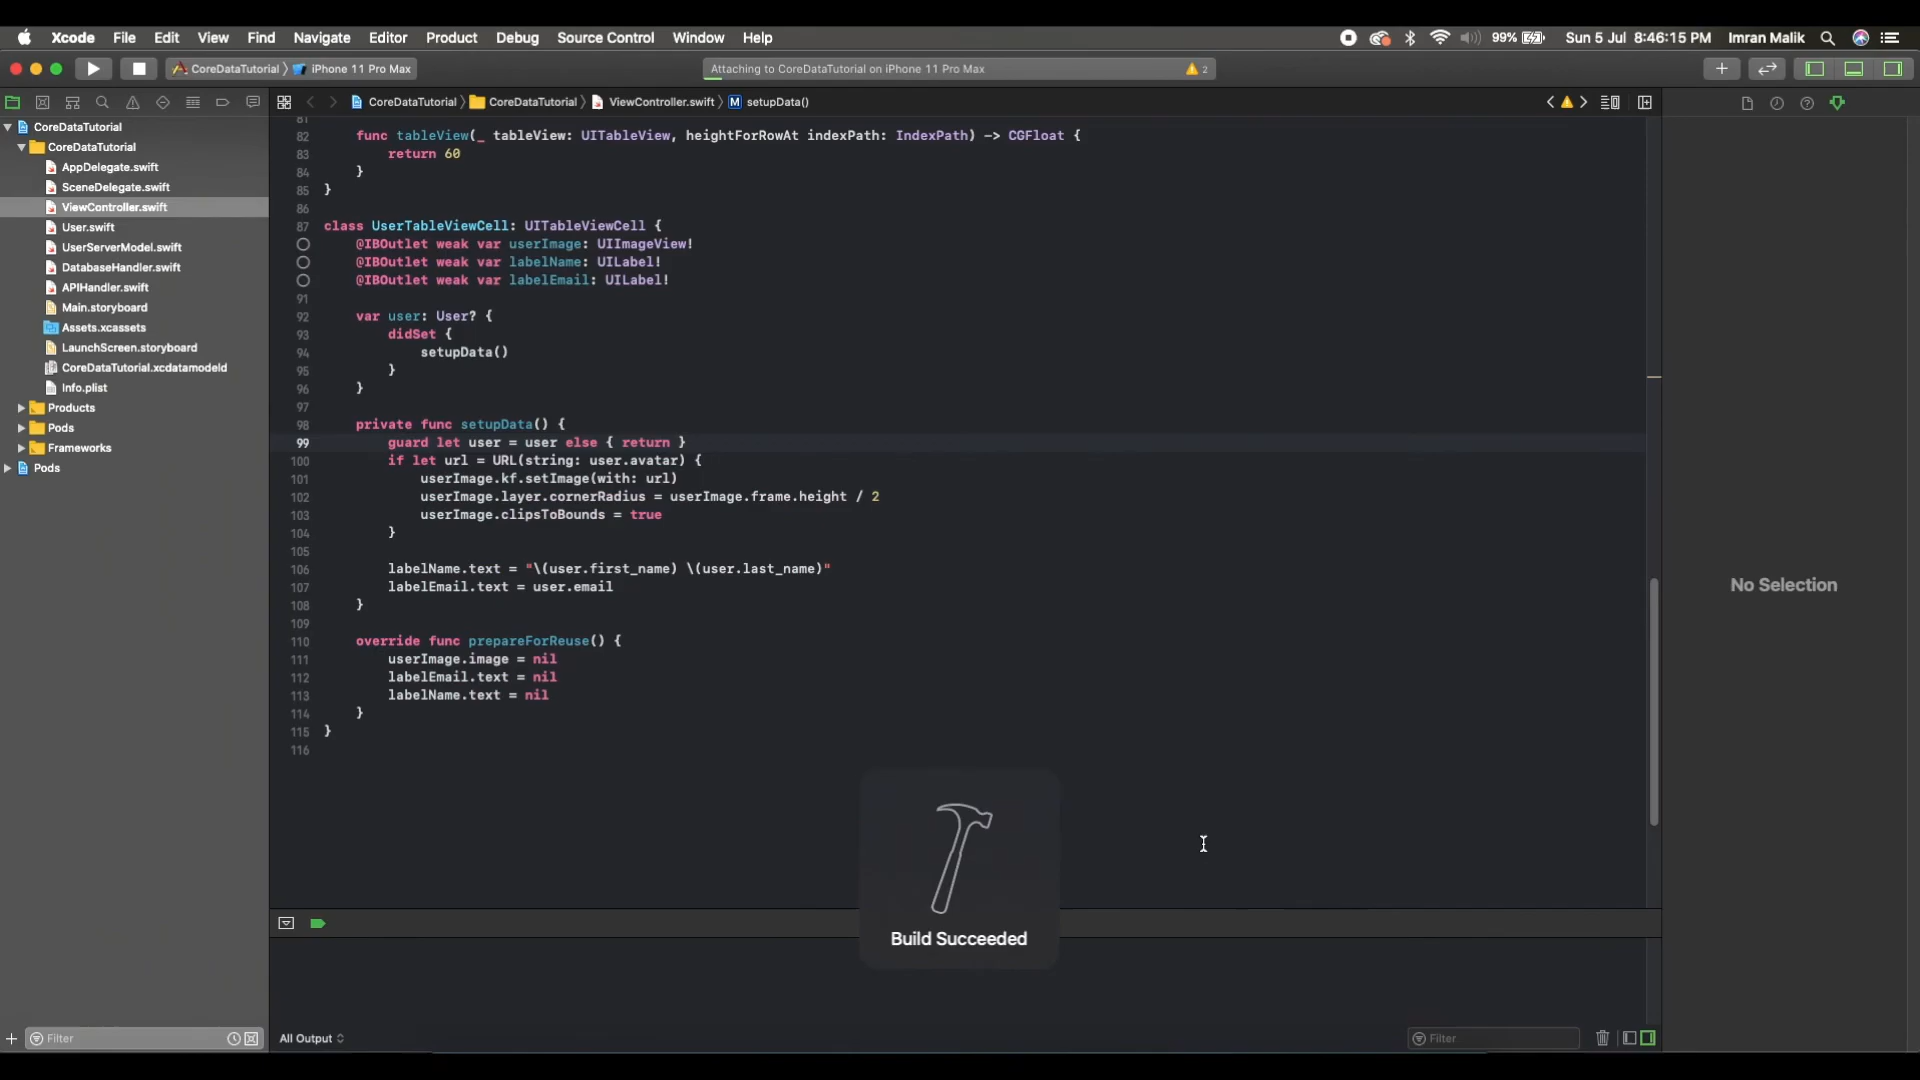 Xcode File Edit View Find Navigate Editor Product Debug Source Control Window Help 99% Sun 5 Jul 8:46:15 PM Imran Malik
CoreDataTutorial iPhone 11 Pro Max Attaching to CoreDataTutorial on iPhone 11 Pro Max 2
CoreDataTutorial CoreDataTutorial ViewController.swift M setupData()
CoreDataTutorial
CoreDataTutorial
AppDelegate.swift
SceneDelegate.swift
ViewController.swift
User.swift
UserServerModel.swift
DatabaseHandler.swift
APIHandler.swift
Main.storyboard
Assets.xcassets
LaunchScreen.storyboard
CoreDataTutorial.xcdatamodeld
Info.plist
Products
Pods
Frameworks
Pods
Filter
81
82 func tableView(_ tableView: UITableView, heightForRowAt indexPath: IndexPath) -> CGFloat {
83 return 60
84 }
85 }
86
87 class UserTableViewCell: UITableViewCell {
@IBOutlet weak var userImage: UIImageView!
@IBOutlet weak var labelName: UILabel!
@IBOutlet weak var labelEmail: UILabel!
91
92 var user: User? {
93 didSet {
94 setupData()
95 }
96 }
97
98 private func setupData() {
99 guard let user = user else { return }
100 if let url = URL(string: user.avatar) {
101 userImage.kf.setImage(with: url)
102 userImage.layer.cornerRadius = userImage.frame.height / 2
103 userImage.clipsToBounds = true
104 }
105
106 labelName.text = "\(user.first_name) \(user.last_name)"
107 labelEmail.text = user.email
108 }
109
110 override func prepareForReuse() {
111 userImage.image = nil
112 labelEmail.text = nil
113 labelName.text = nil
114 }
115 }
116
Build Succeeded
All Output
Filter
No Selection